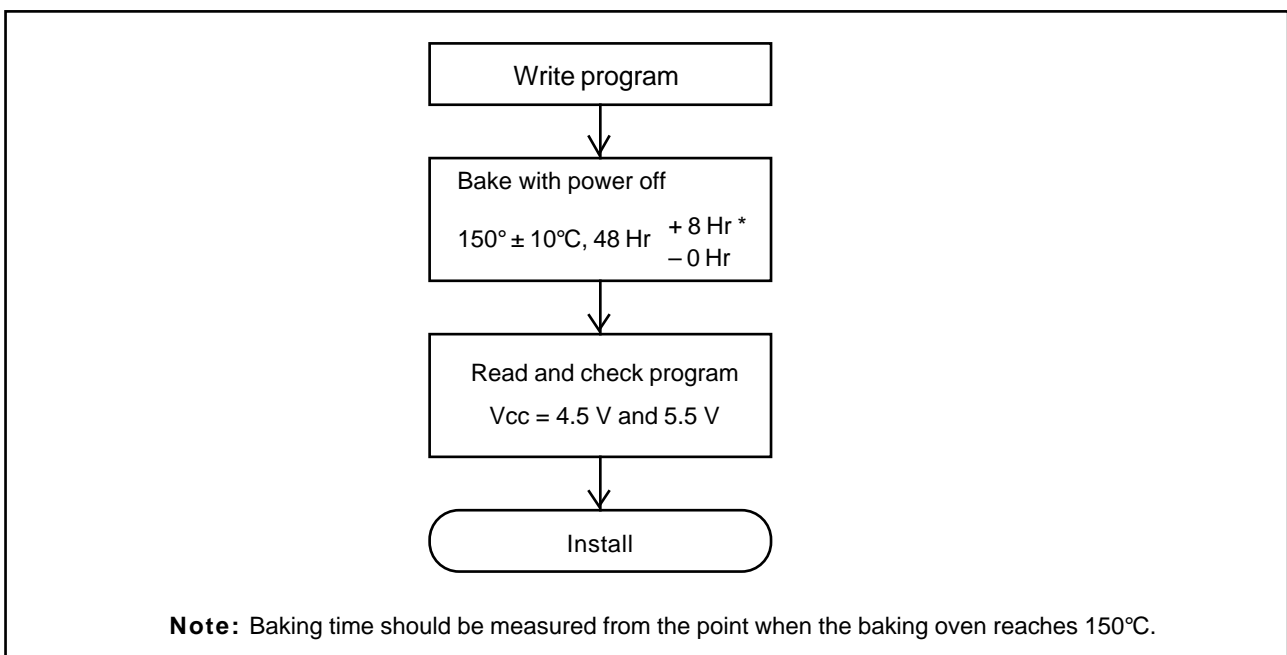 Write program
Bake with power off
150° ± 10°C, 48 Hr + 8 Hr *
– 0 Hr
Read and check program
Vcc = 4.5 V and 5.5 V
Install
Note: Baking time should be measured from the point when the baking oven reaches 150°C.